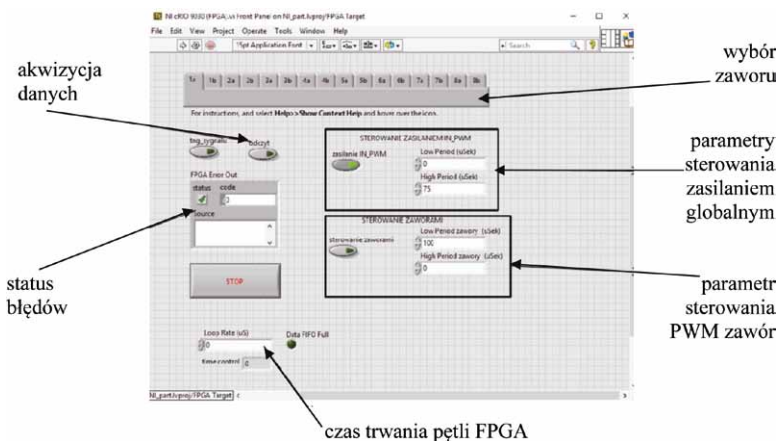 NI cRIO 9030 (FPGA).vi Front Panel on NI_part.lvproj/FPGA Target
File Edit View Project Operate Tools Window Help
15pt Application Font
Search
akwizycja
danych
wybór
zaworu
1a 1b 2a 2b 3a 3b 4a 4b 5a 5b 6a 6b 7a 7b 8a 8b
For instructions, and select Help>Show Context Help and hover over the icons.
log_sygnału
odczyt
STEROWANIE ZASILANIEM IN_PWM
zasilanie IN_PWM
Low Period (uSek)
0
High Period (uSek)
75
parametry
sterowania
zasilaniem
globalnym
FPGA Error Out
status code
source
STEROWANIE ZAWORAMI
sterowanie zaworami
Low Period zawory (uSek)
100
High Period zawory (uSek)
0
status
błędów
STOP
parametr
sterowania
PWM zawór
Loop Rate (uS)
0
Data FIFO Full
time control
0
NI_part.lvproj/FPGA Target
czas trwania pętli FPGA